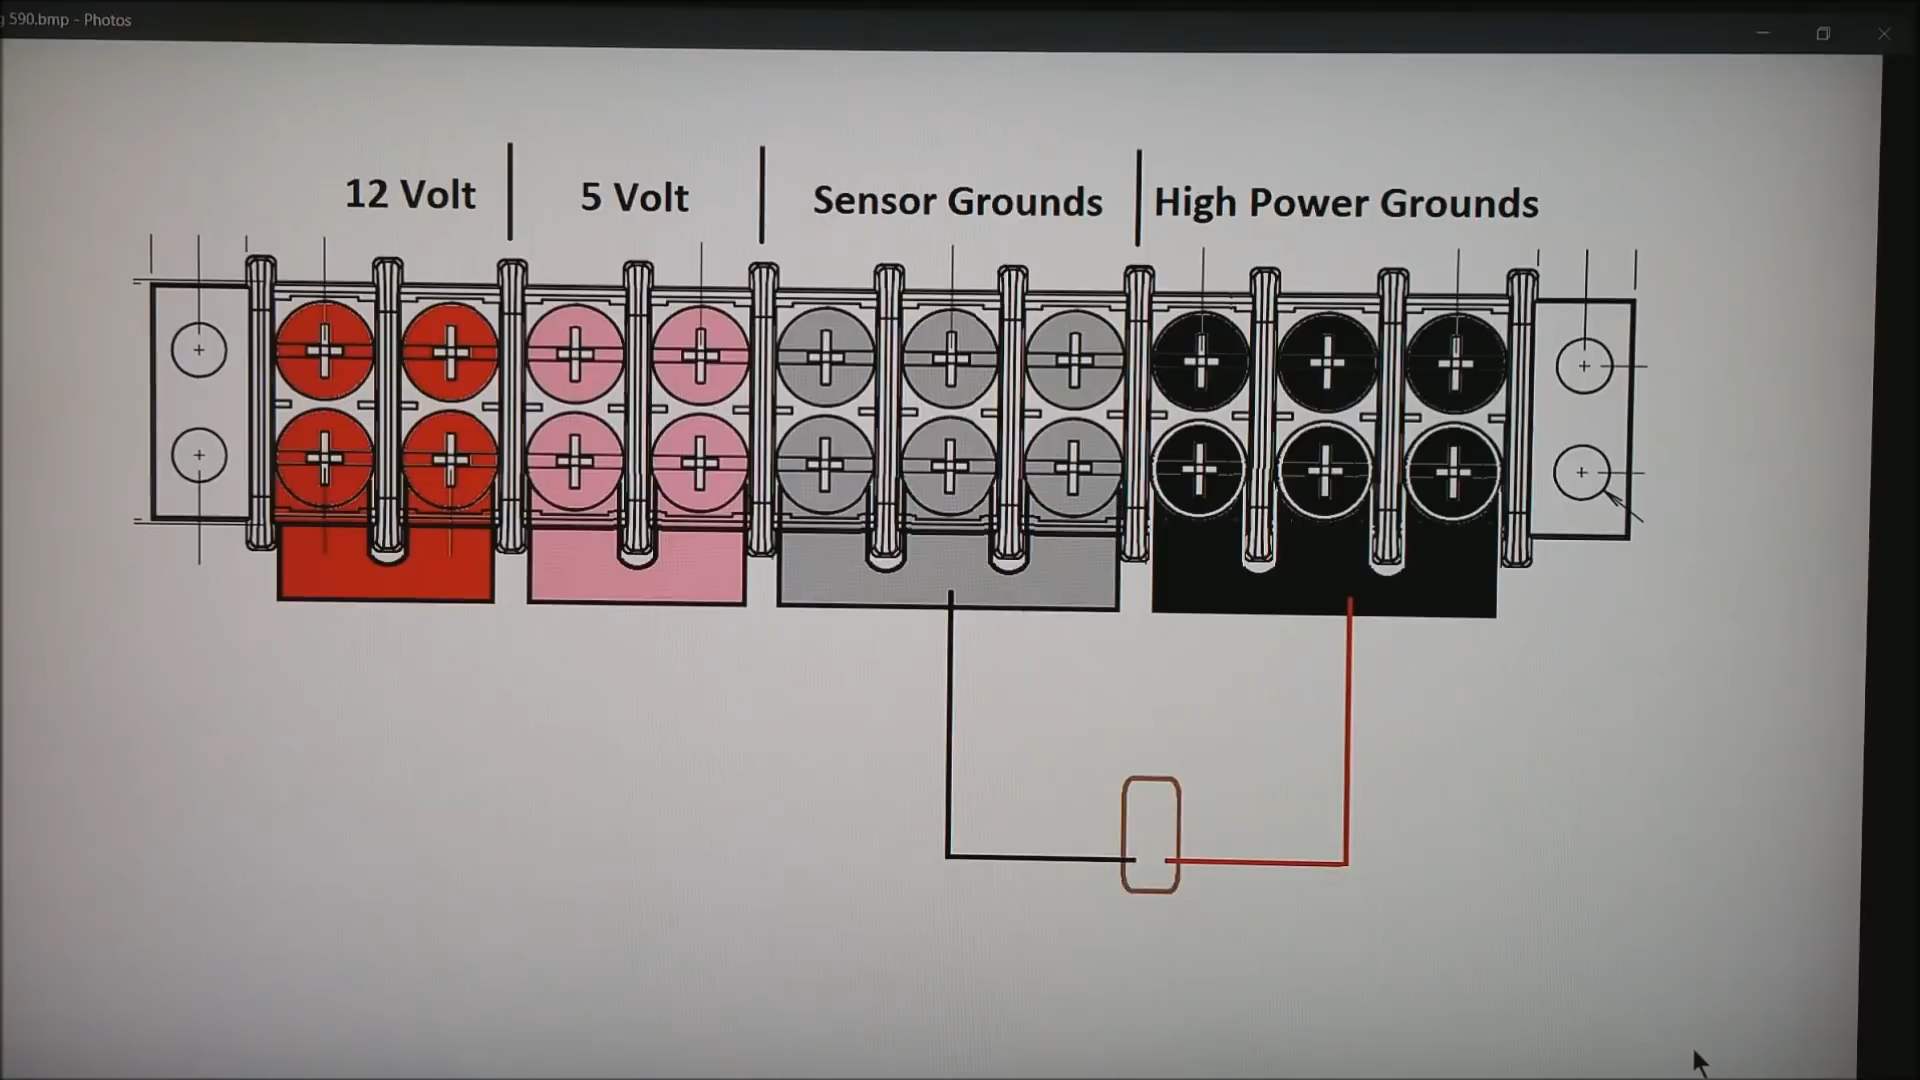 590.bmp - Photos
12 Volt
5 Volt
Sensor Grounds
High Power Grounds